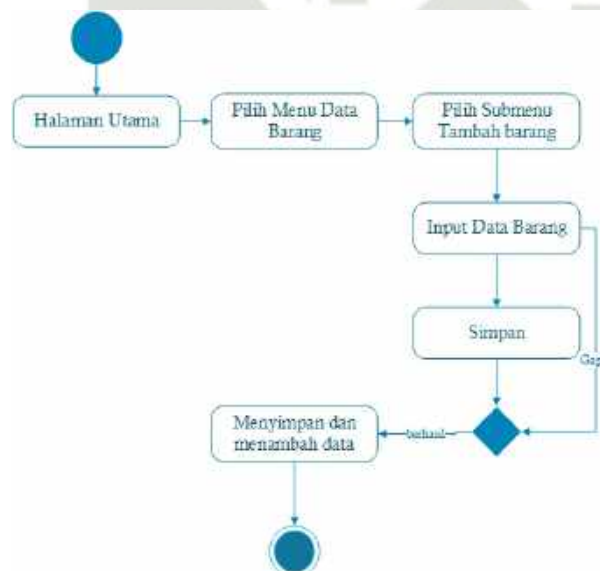 Halaman Utama
Pilih Menu Data
Barang
Pilih Submenu
Tambah barang
Input Data Barang
Simpan
Menyimpan dan
menambah data
berhasil